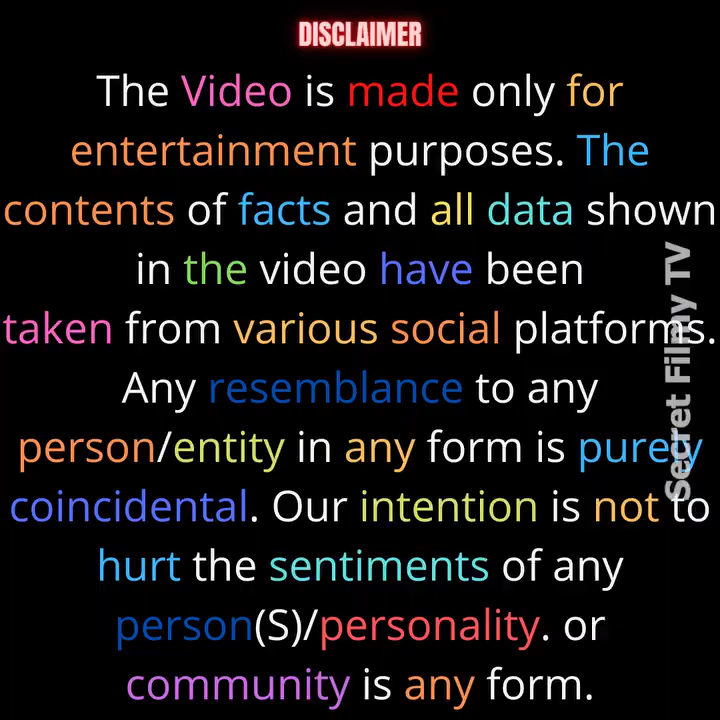 DISCLAIMER
The Video is made only for
entertainment purposes. The
contents of facts and all data shown
in the video have been
taken from various social platforms.
Any resemblance to any
person/entity in any form is purely
coincidental. Our intention is not to
hurt the sentiments of any
person(S)/personality. or
community is any form.
Secret Filmy TV